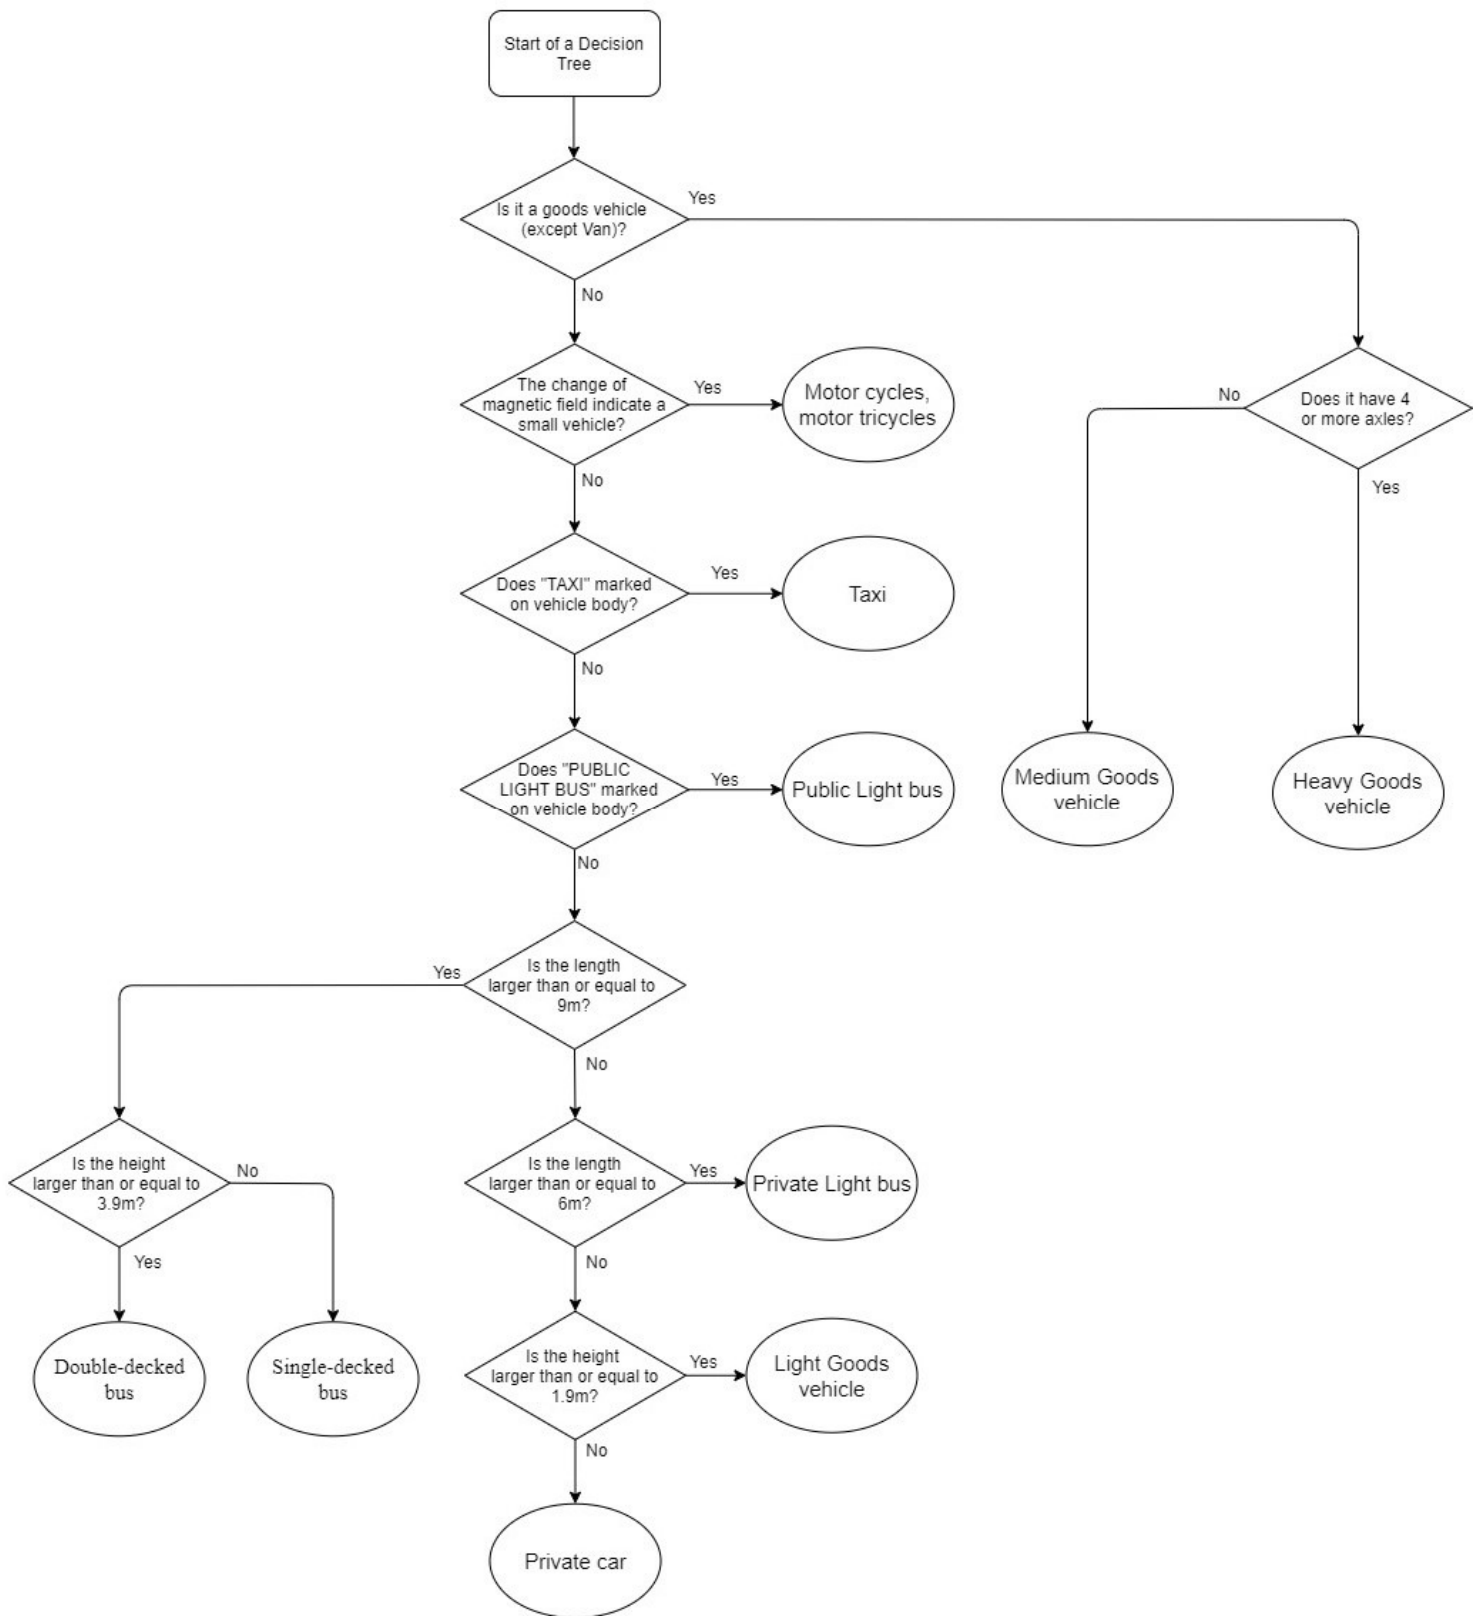 Start of a Decision
Tree
Is it a goods vehicle
(except Van)?
Yes
No
The change of
magnetic field indicate a
small vehicle?
Yes
Motor cycles,
motor tricycles
No
Does it have 4
or more axles?
No
Yes
Does "TAXI" marked
on vehicle body?
Yes
Taxi
No
Does "PUBLIC
LIGHT BUS" marked
on vehicle body?
Yes
Public Light bus
Medium Goods
vehicle
Heavy Goods
vehicle
No
Is the length
larger than or equal to
9m?
Yes
No
Is the height
larger than or equal to
3.9m?
No
Yes
Is the length
larger than or equal to
6m?
Yes
Private Light bus
No
Double-decked
bus
Single-decked
bus
Is the height
larger than or equal to
1.9m?
Yes
Light Goods
vehicle
No
Private car